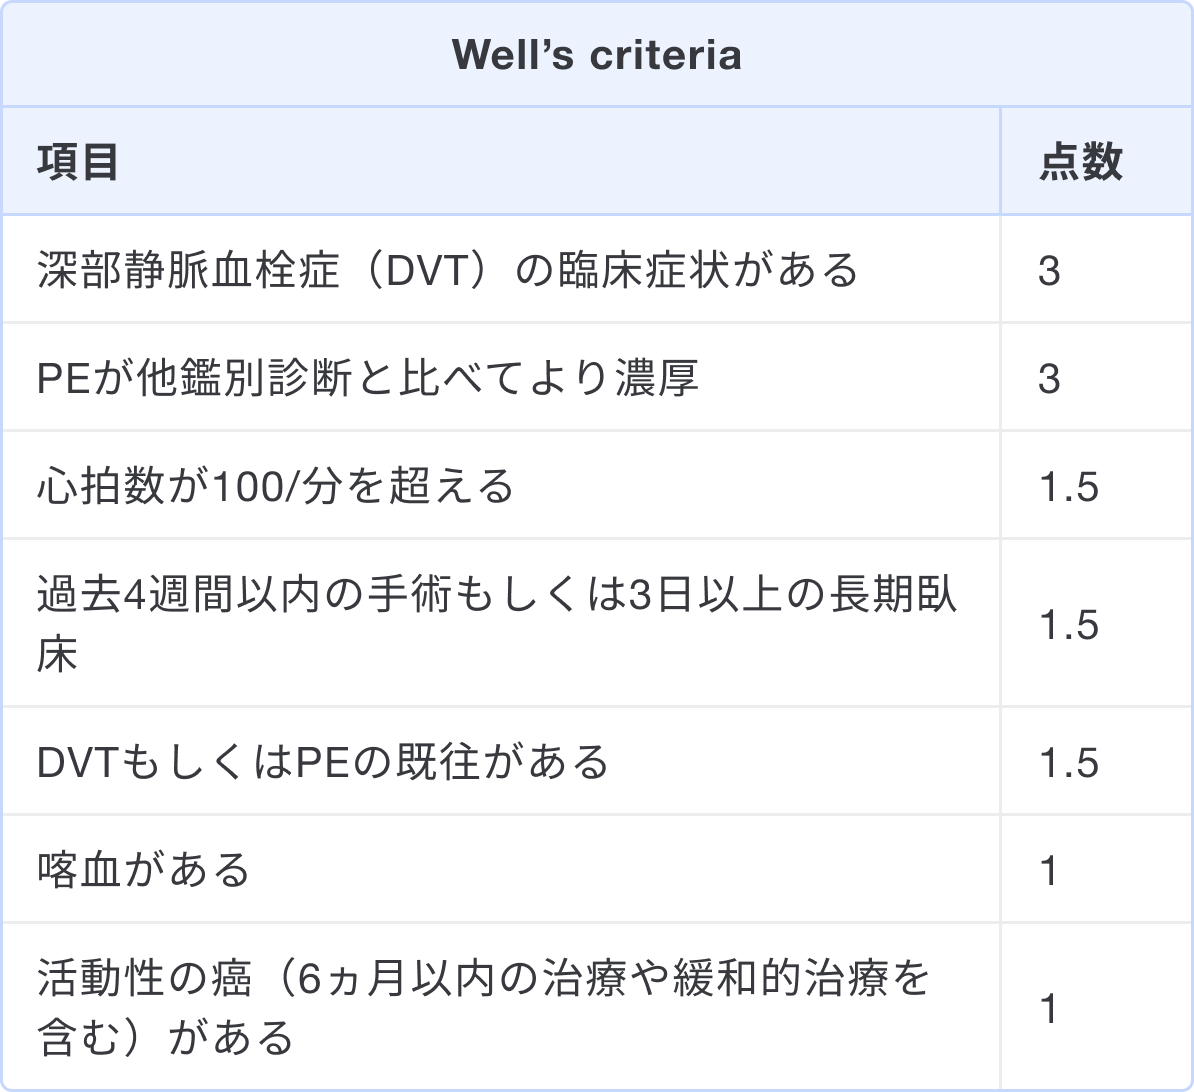 Well’s criteria
項目 点数
深部静脈血栓症（DVT）の臨床症状がある 3
PEが他鑑別診断と比べてより濃厚 3
心拍数が100/分を超える 1.5
過去4週間以内の手術もしくは3日以上の長期臥
床 1.5
DVTもしくはPEの既往がある 1.5
喀血がある 1
活動性の癌（6ヵ月以内の治療や緩和的治療を
含む）がある 1